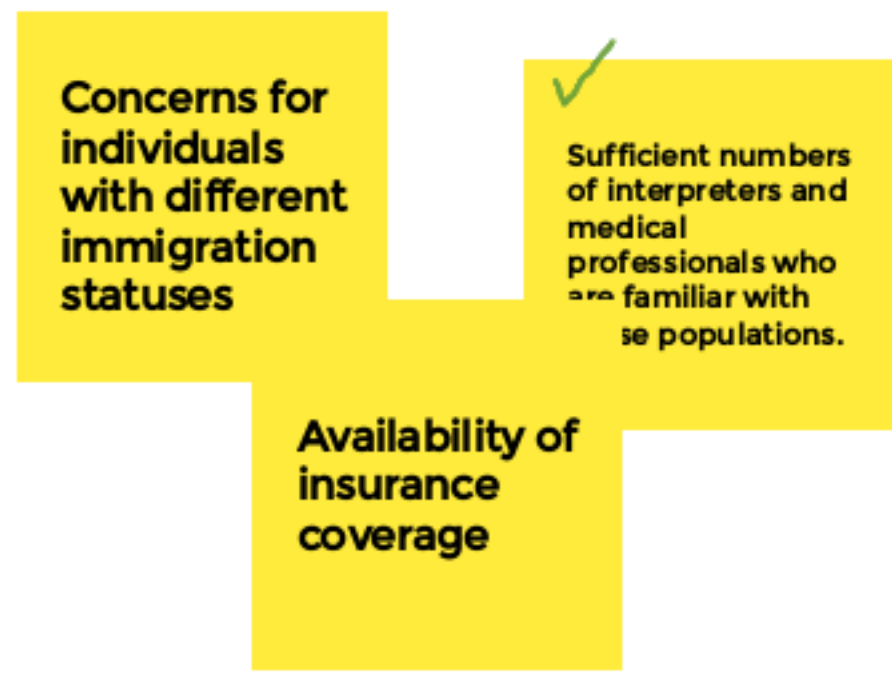 Concerns for
individuals
with different
immigration
statuses
Sufficient numbers
of interpreters and
medical
professionals who
are familiar with
se populations.
Availability of
insurance
coverage